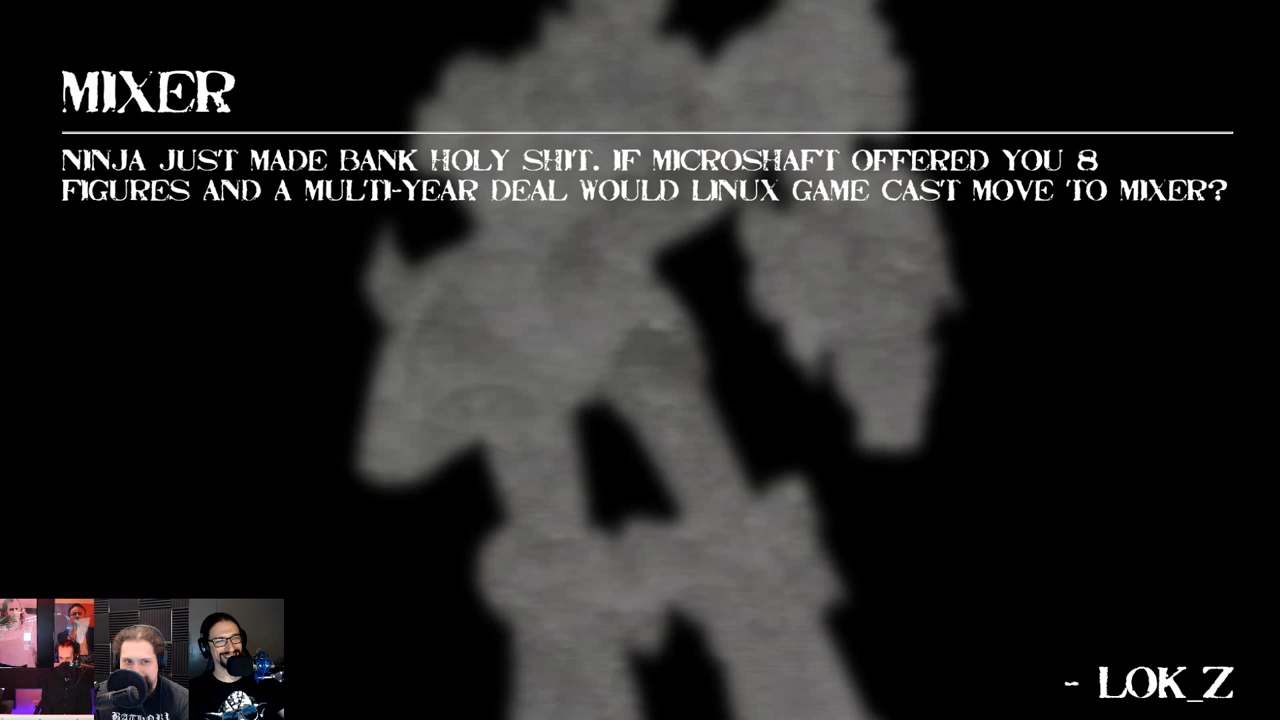 MIXER
NINJA JUST MADE BANK HOLY SHIT. IF MICROSHAFT OFFERED YOU 8
FIGURES AND A MULTI-YEAR DEAL WOULD LINUX GAME CAST MOVE TO MIXER?
- LOK_Z